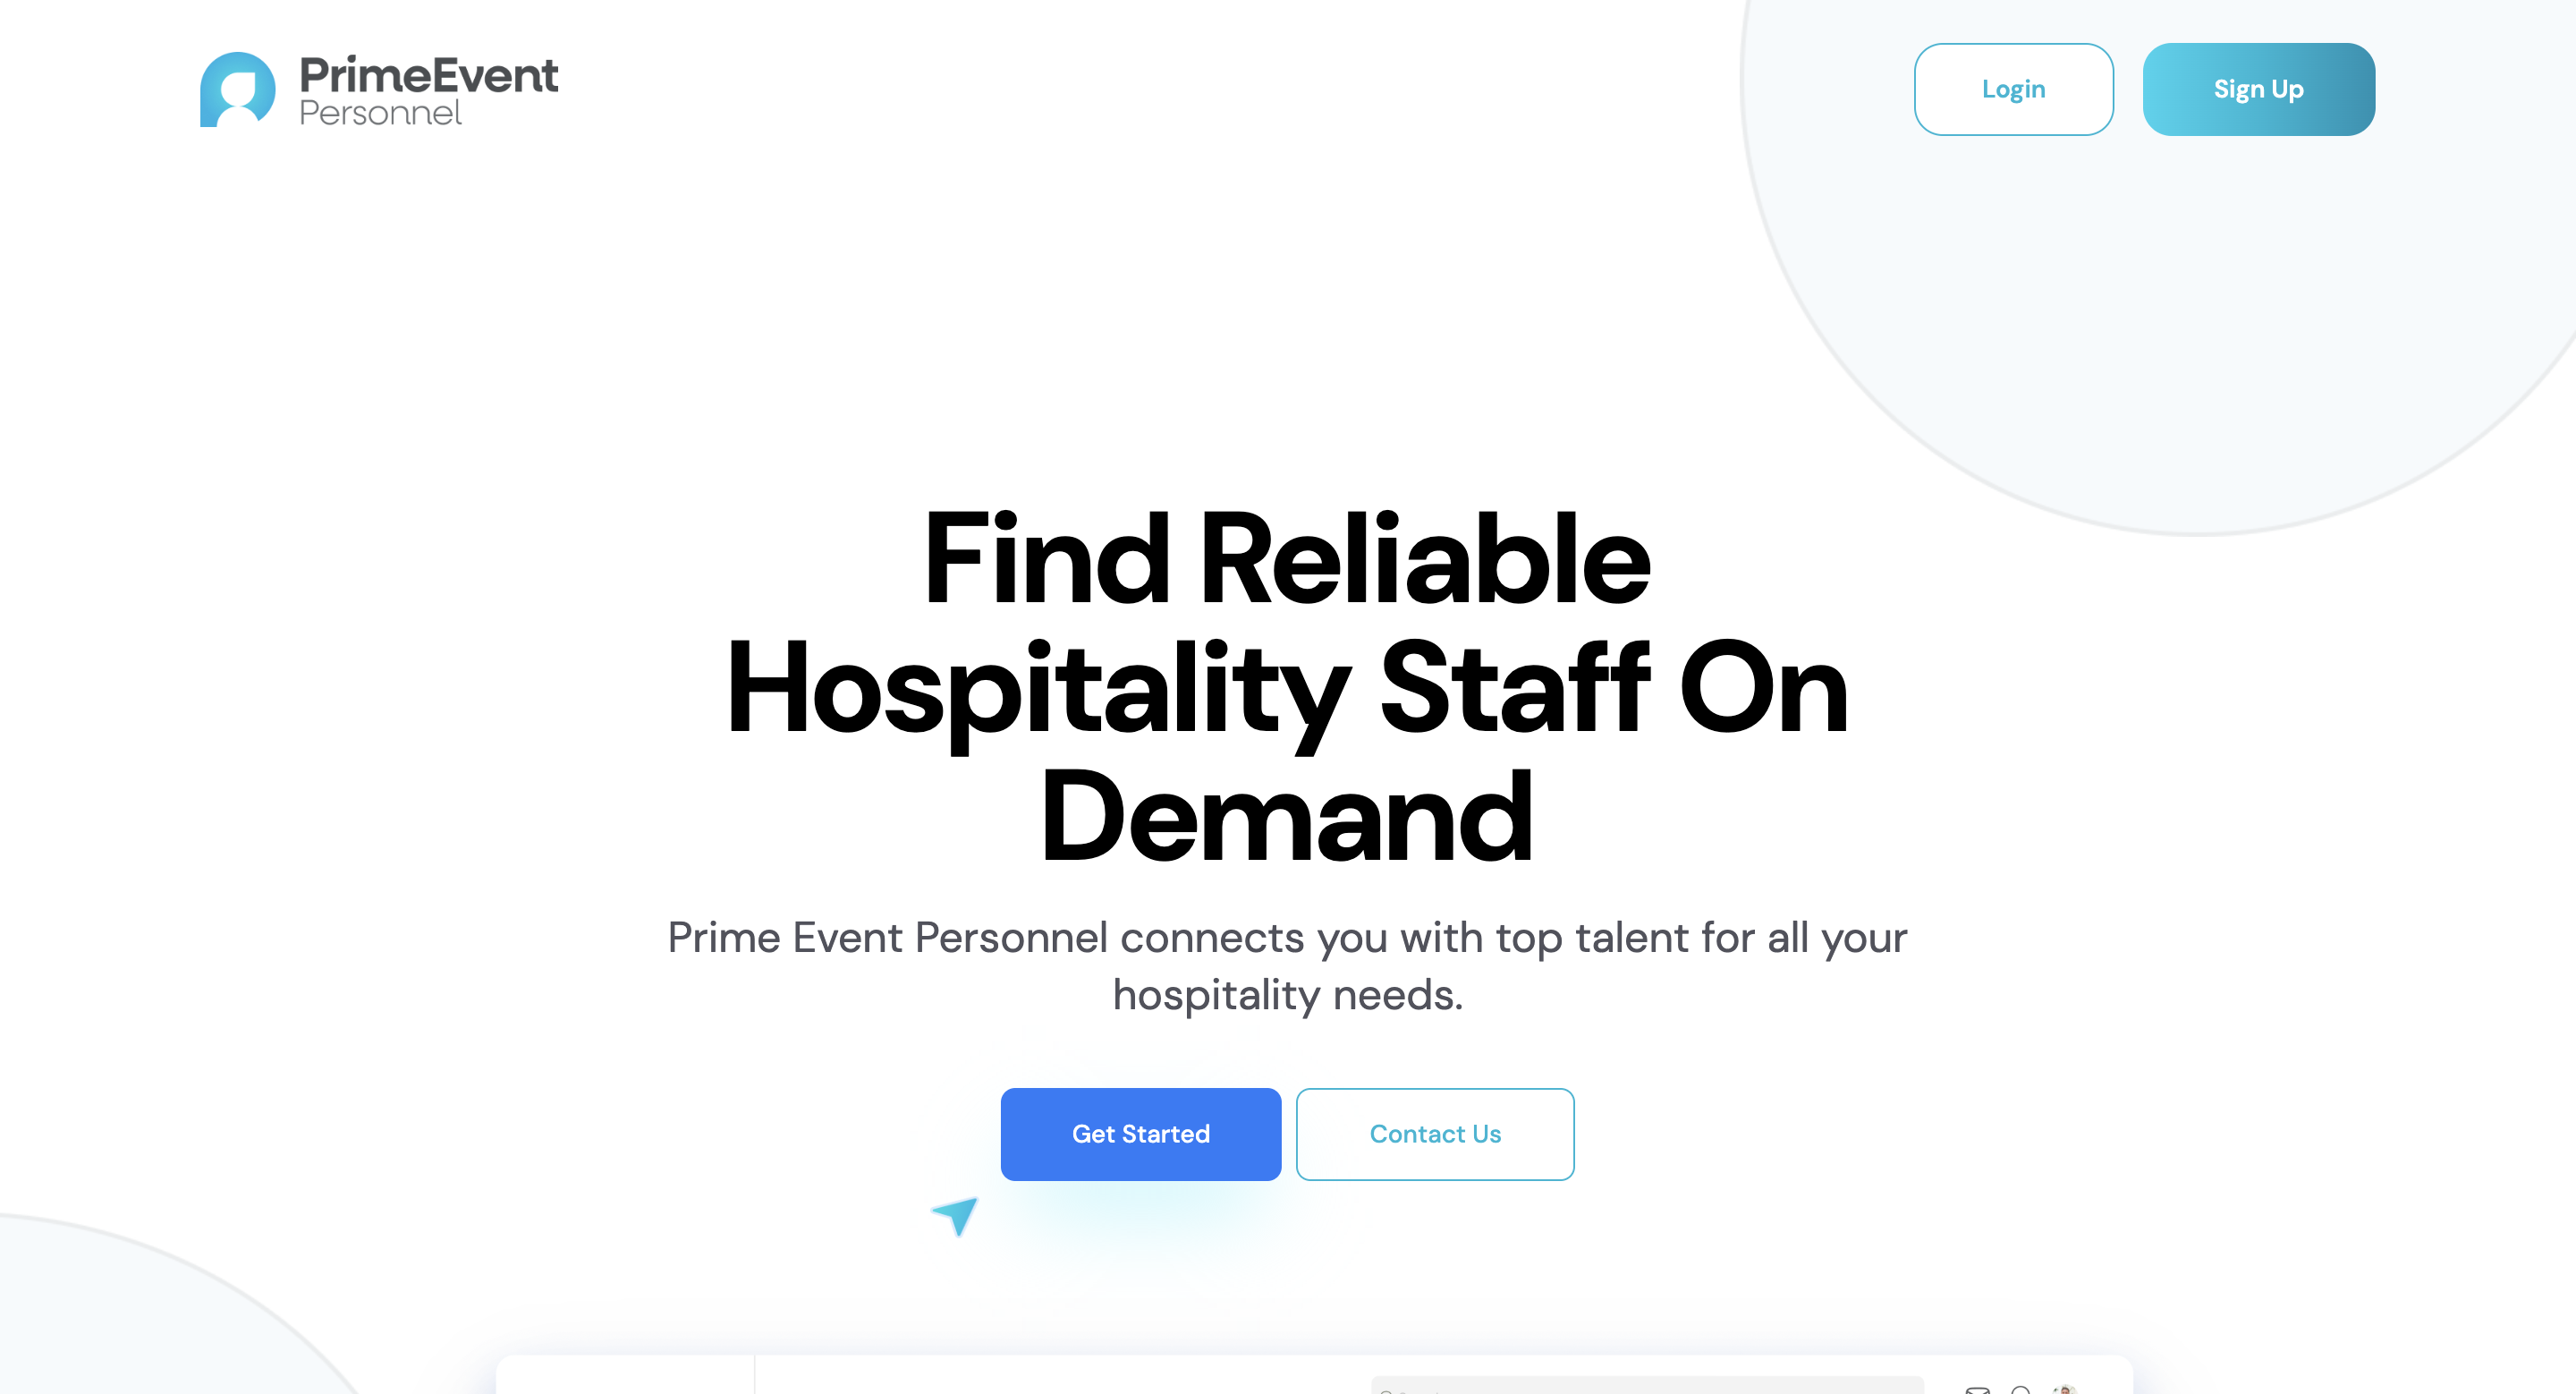 PrimeEvent
Personnel
Login
Sign Up
Find Reliable
Hospitality Staff On
Demand
Prime Event Personnel connects you with top talent for all your
hospitality needs.
Get Started
Contact Us